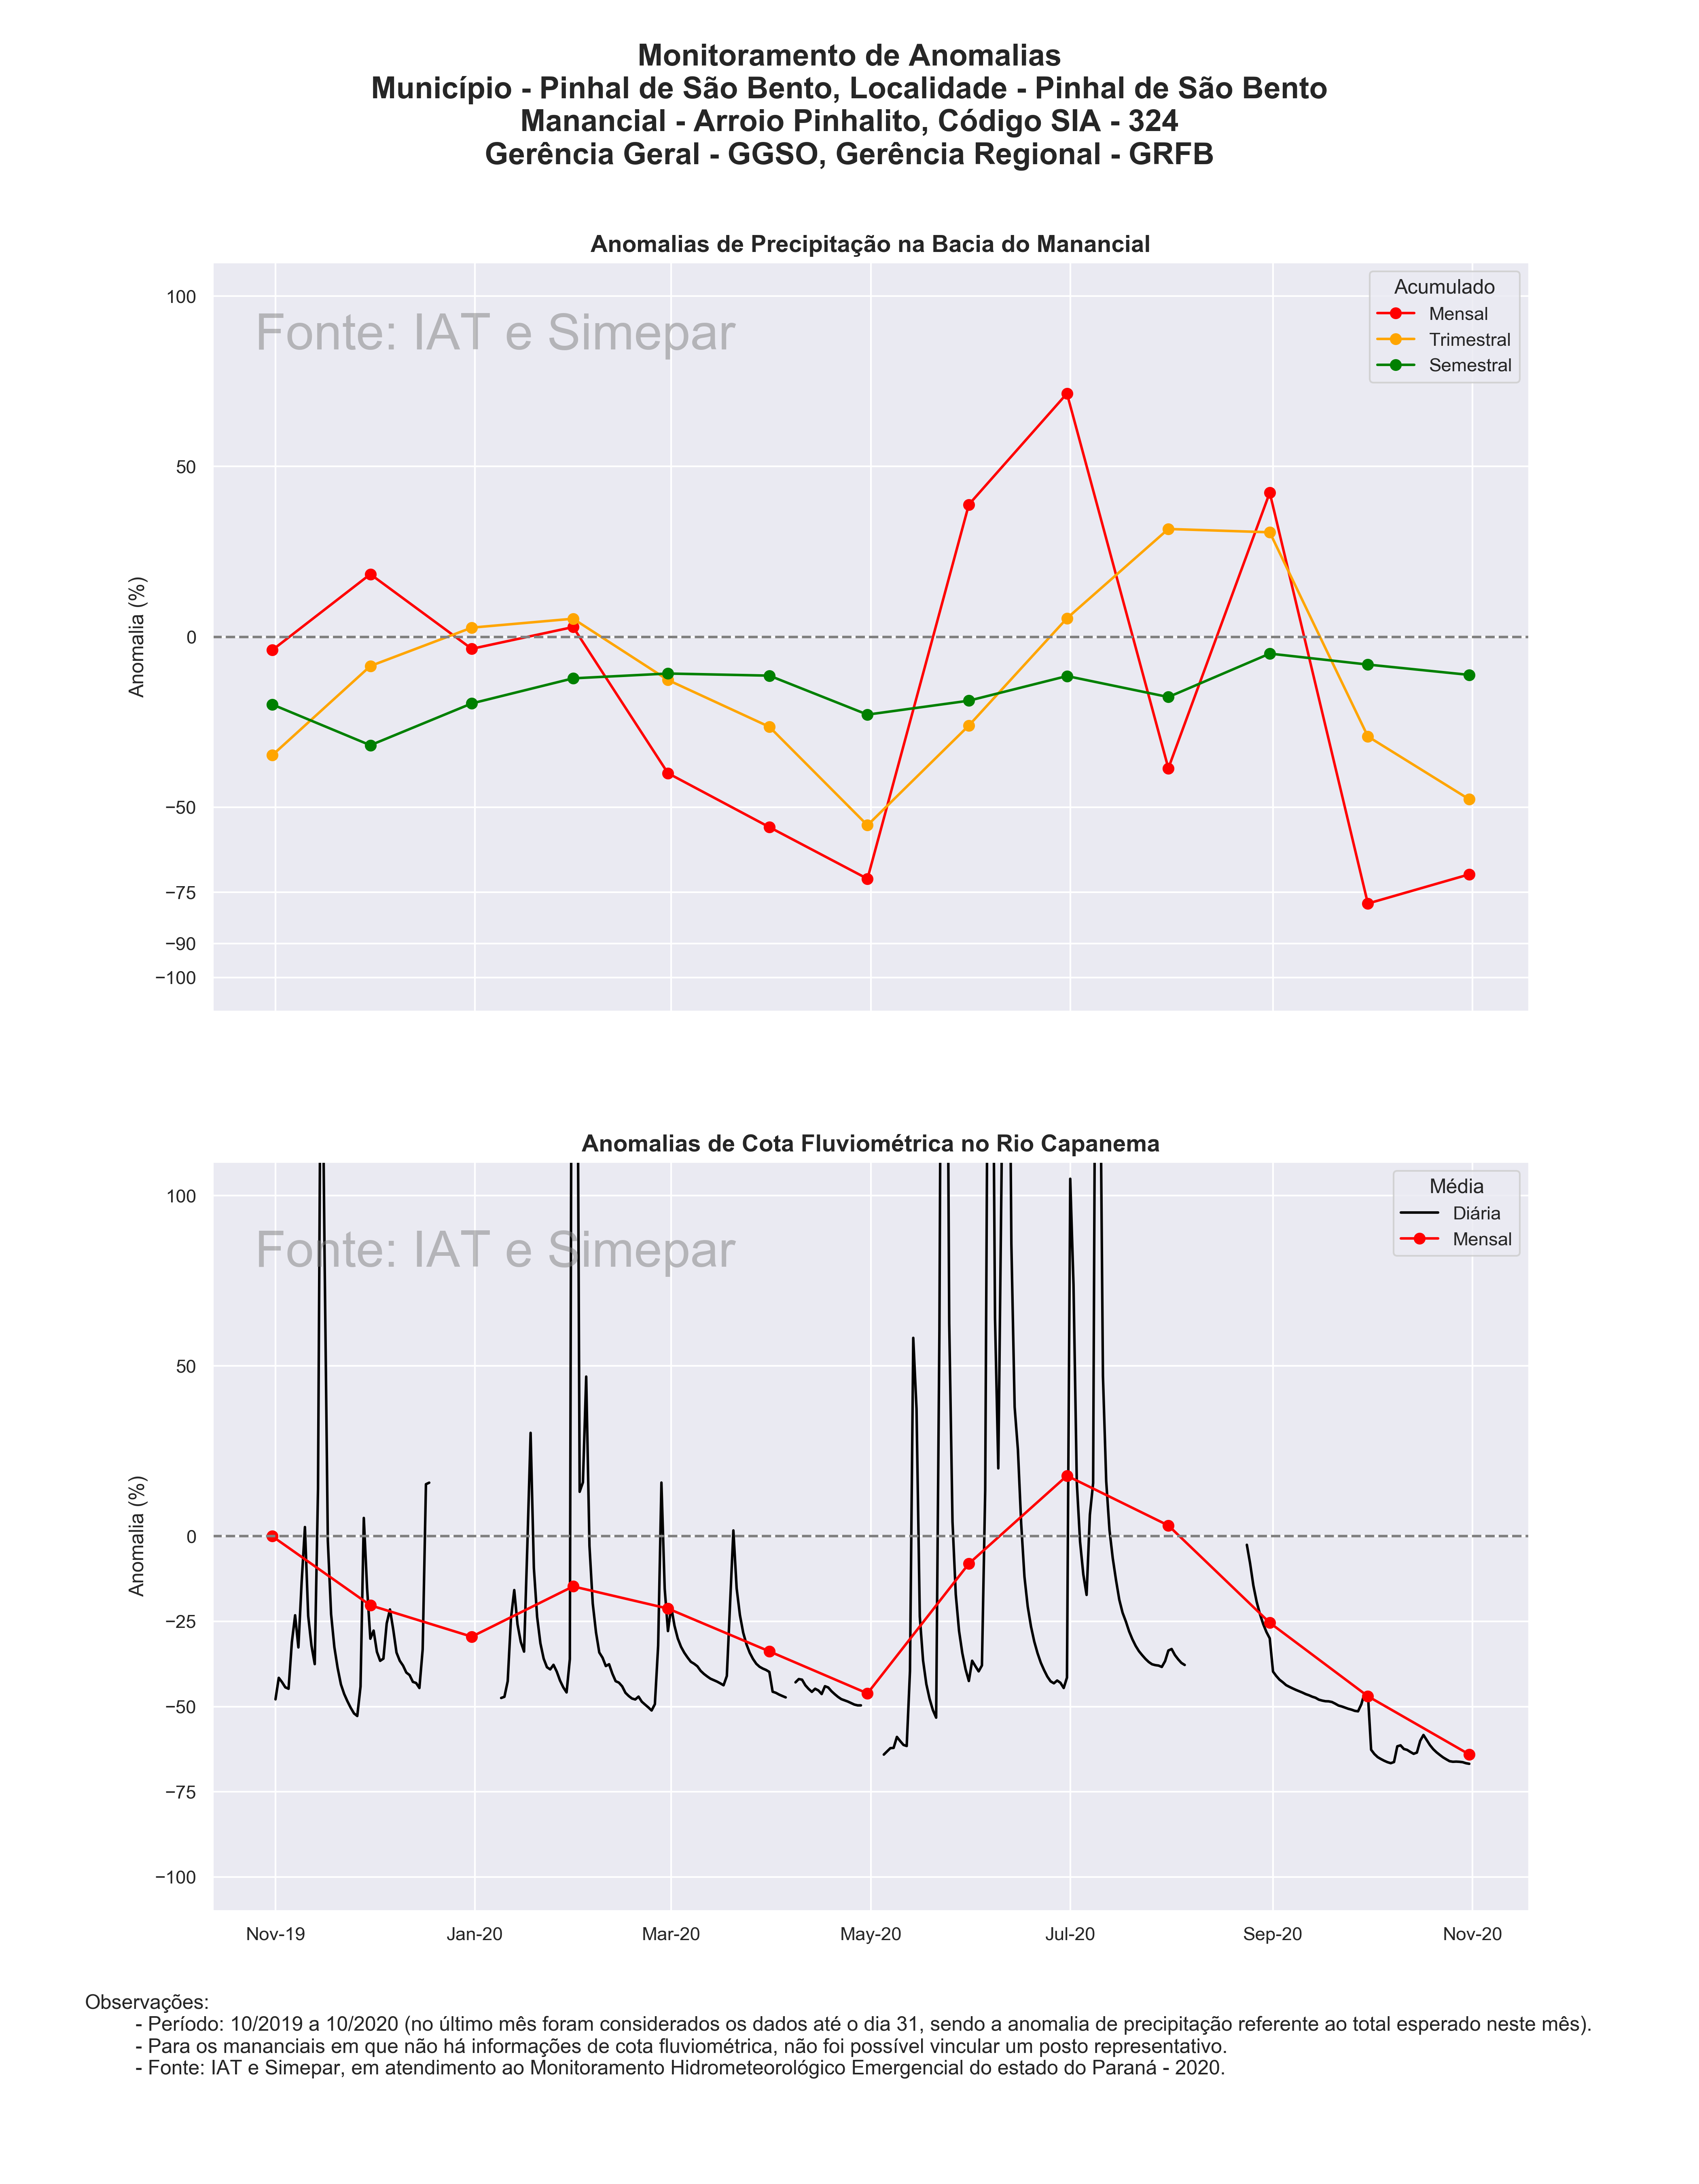 Monitoramento de Anomalias
Município - Pinhal de São Bento, Localidade - Pinhal de São Bento
Manancial - Arroio Pinhalito, Código SIA - 324
Gerência Geral - GGSO, Gerência Regional - GRFB
Anomalias de Precipitação na Bacia do Manancial
Fonte: IAT e Simepar
Acumulado
Mensal
Trimestral
Semestral
Anomalia (%)
100
50
0
−50
−75
−90
−100
Anomalias de Cota Fluviométrica no Rio Capanema
Fonte: IAT e Simepar
Média
Diária
Mensal
Anomalia (%)
100
50
0
−25
−50
−75
−100
Nov-19 Jan-20 Mar-20 May-20 Jul-20 Sep-20 Nov-20
Observações:
- Período: 10/2019 a 10/2020 (no último mês foram considerados os dados até o dia 31, sendo a anomalia de precipitação referente ao total esperado neste mês).
- Para os mananciais em que não há informações de cota fluviométrica, não foi possível vincular um posto representativo.
- Fonte: IAT e Simepar, em atendimento ao Monitoramento Hidrometeorológico Emergencial do estado do Paraná - 2020.